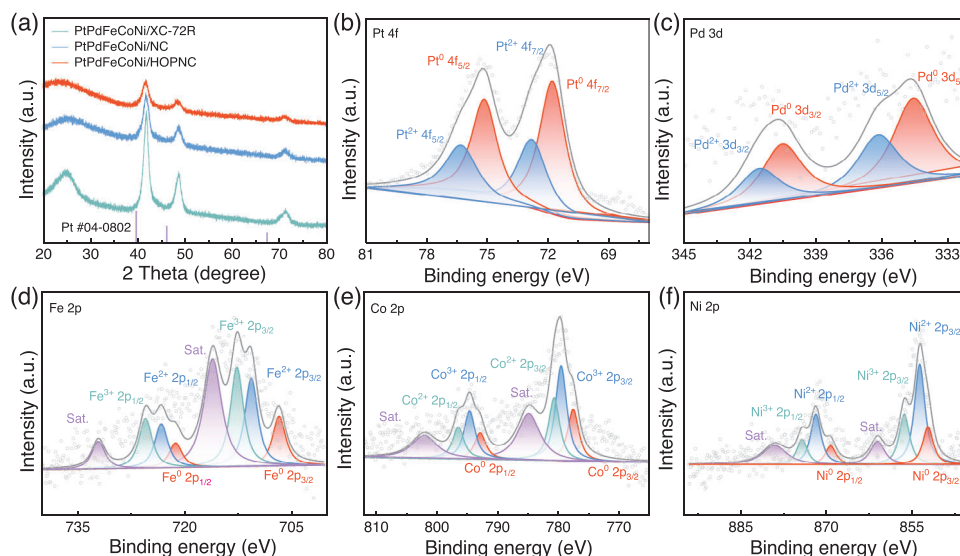 (a)
PtPdFeCoNi/XC-72R
PtPdFeCoNi/NC
PtPdFeCoNi/HOPNC
Pt #04-0802
Intensity (a.u.)
20 30 40 50 60 70 80
2 Theta (degree)
(b)
Pt 4f
Pt²⁺ 4f₇/₂
Pt⁰ 4f₅/₂
Pt⁰ 4f₇/₂
Pt²⁺ 4f₅/₂
Intensity (a.u.)
81 78 75 72 69
Binding energy (eV)
(c)
Pd 3d
Pd²⁺ 3d₅/₂
Pd⁰ 3d₅
Pd⁰ 3d₃/₂
Pd²⁺ 3d₃/₂
Intensity (a.u.)
345 342 339 336 333
Binding energy (eV)
(d)
Fe 2p
Fe³⁺ 2p₃/₂
Sat.
Fe²⁺ 2p₁/₂
Fe²⁺ 2p₃/₂
Fe³⁺ 2p₁/₂
Sat.
Fe⁰ 2p₁/₂
Fe⁰ 2p₃/₂
Intensity (a.u.)
735 720 705
Binding energy (eV)
(e)
Co 2p
Co²⁺ 2p₃/₂
Co³⁺ 2p₁/₂
Co³⁺ 2p₃/₂
Co²⁺ 2p₁/₂
Sat.
Sat.
Co⁰ 2p₁/₂
Co⁰ 2p₃/₂
Intensity (a.u.)
810 800 790 780 770
Binding energy (eV)
(f)
Ni 2p
Ni²⁺ 2p₃/₂
Ni³⁺ 2p₃/₂
Ni²⁺ 2p₁/₂
Ni³⁺ 2p₁/₂
Sat.
Sat.
Ni⁰ 2p₁/₂
Ni⁰ 2p₃/₂
Intensity (a.u.)
885 870 855
Binding energy (eV)